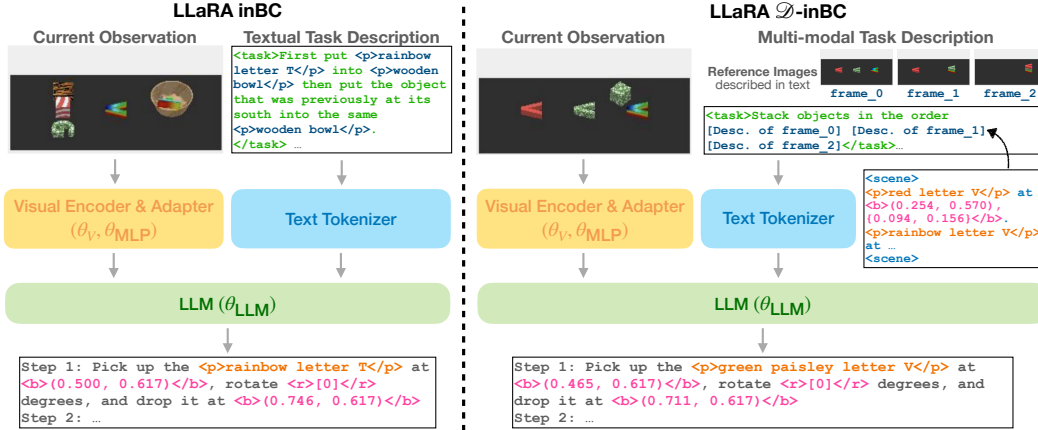 LLaRA inBC
Current Observation
Textual Task Description
<task>First put <p>rainbow
letter T</p> into <p>wooden
bowl</p> then put the object
that was previously at its
south into the same
<p>wooden bowl</p>.
</task> …
Visual Encoder & Adapter
(θV, θMLP)
Text Tokenizer
LLM (θLLM)
Step 1: Pick up the <p>rainbow letter T</p> at
<b>(0.500, 0.617)</b>, rotate <r>[0]</r>
degrees, and drop it at <b>(0.746, 0.617)</b>
Step 2: …
LLaRA 𝒟-inBC
Current Observation
Multi-modal Task Description
Reference Images
described in text
frame_0
frame_1
frame_2
<task>Stack objects in the order
[Desc. of frame_0] [Desc. of frame_1]
[Desc. of frame_2]</task>…
<scene>
<p>red letter V</p> at
<b>(0.254, 0.570),
{0.094, 0.156}</b>.
<p>rainbow letter V</p>
at …
<scene>
Visual Encoder & Adapter
(θV, θMLP)
Text Tokenizer
LLM (θLLM)
Step 1: Pick up the <p>green paisley letter V</p> at
<b>(0.465, 0.617)</b>, rotate <r>[0]</r> degrees, and
drop it at <b>(0.711, 0.617)</b>
Step 2: …